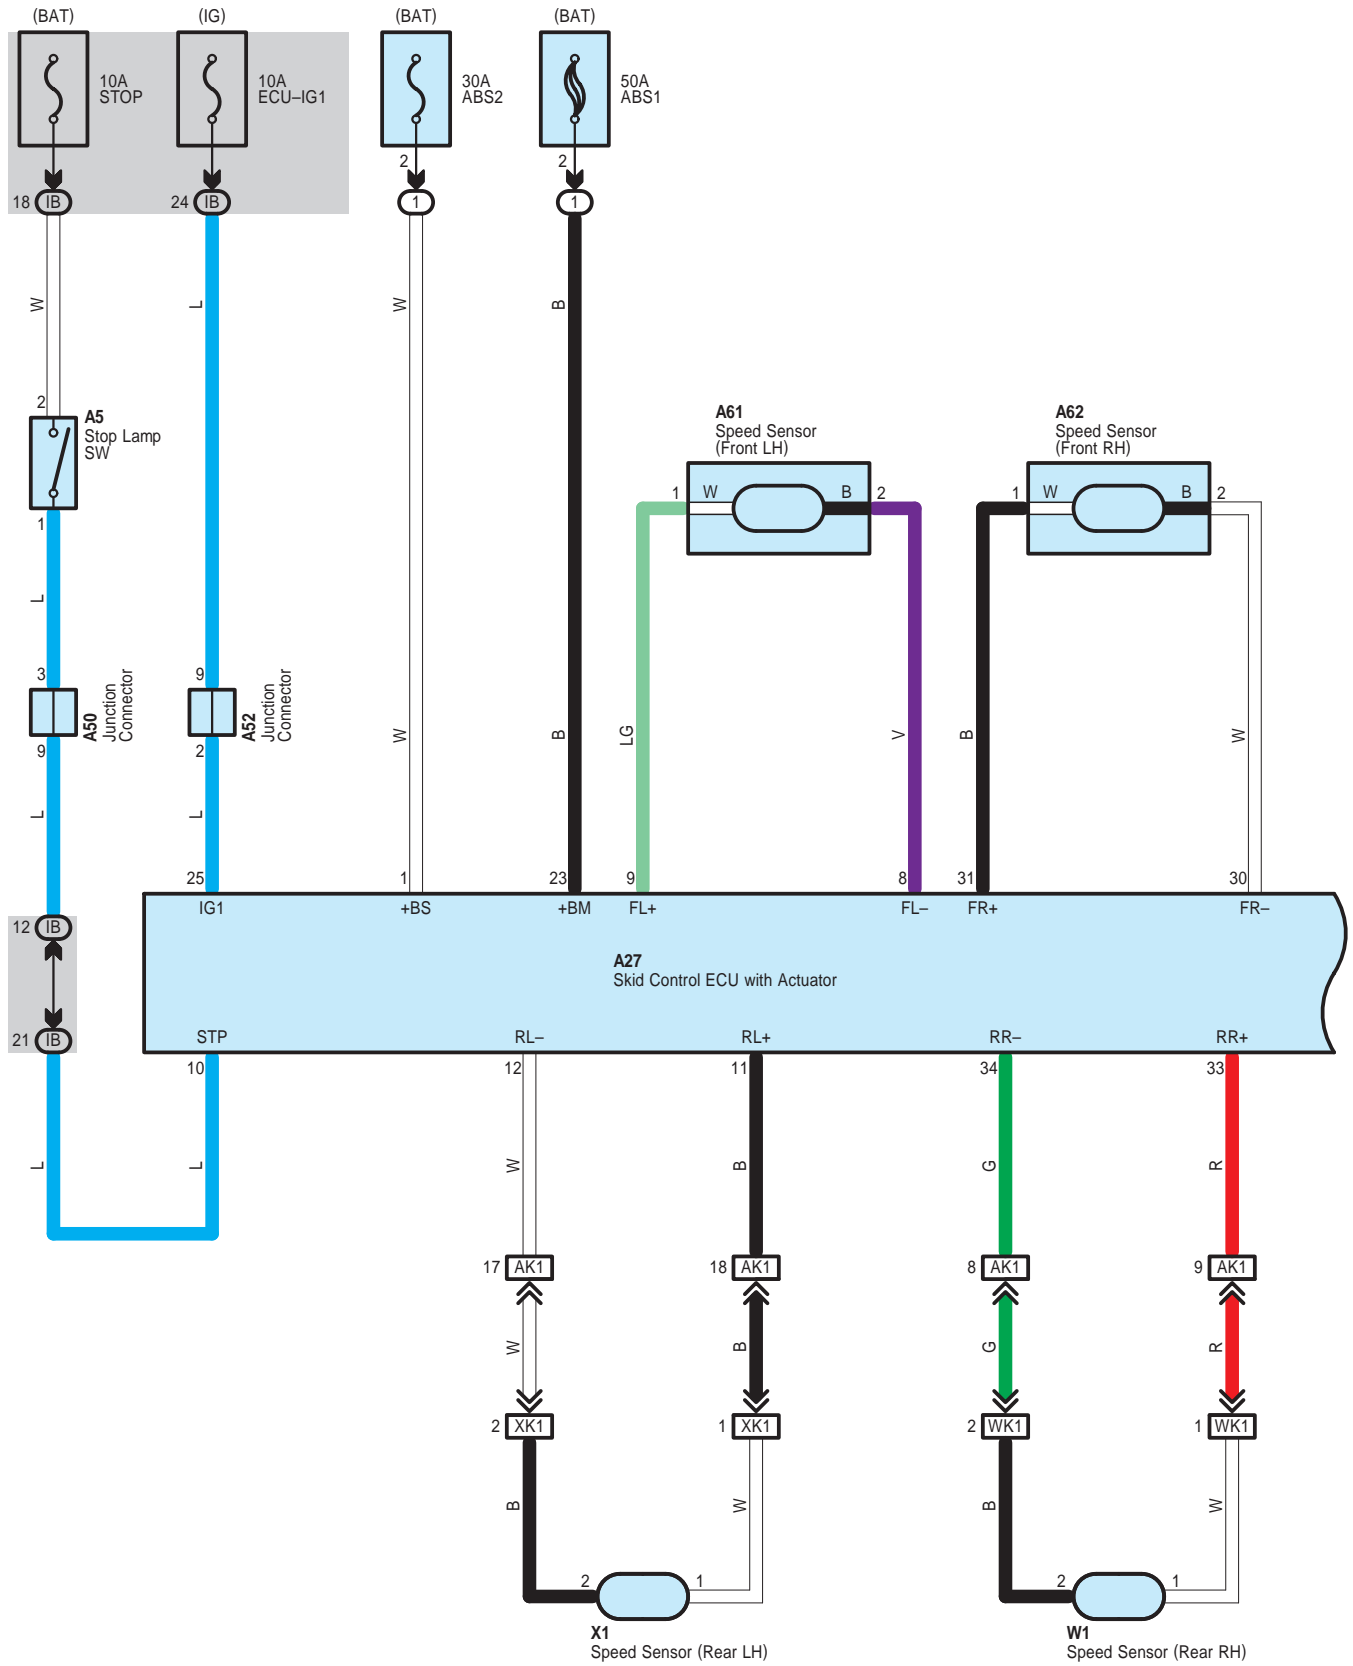 (BAT)
(IG)
(BAT)
(BAT)
10A
STOP
10A
ECU–IG1
30A
ABS2
50A
ABS1
2
2
18 IB
24 IB
1
1
W
L
W
B
2
A5
Stop Lamp
SW
1
A61
Speed Sensor
(Front LH)
A62
Speed Sensor
(Front RH)
1 W B 2
1 W B 2
L
3
9
A50
Junction
Connector
A52
Junction
Connector
9
2
W
B
LG
V
B
W
L
L
25
1
23
9
8
31
30
IG1
+BS
+BM
FL+
FL–
FR+
FR–
12 IB
A27
Skid Control ECU with Actuator
21 IB
STP
RL–
RL+
RR–
RR+
10
12
11
34
33
L
L
W
B
G
R
17 AK1
18 AK1
8 AK1
9 AK1
W
B
G
R
2 XK1
1 XK1
2 WK1
1 WK1
B
W
B
W
2
1
2
1
X1
Speed Sensor (Rear LH)
W1
Speed Sensor (Rear RH)